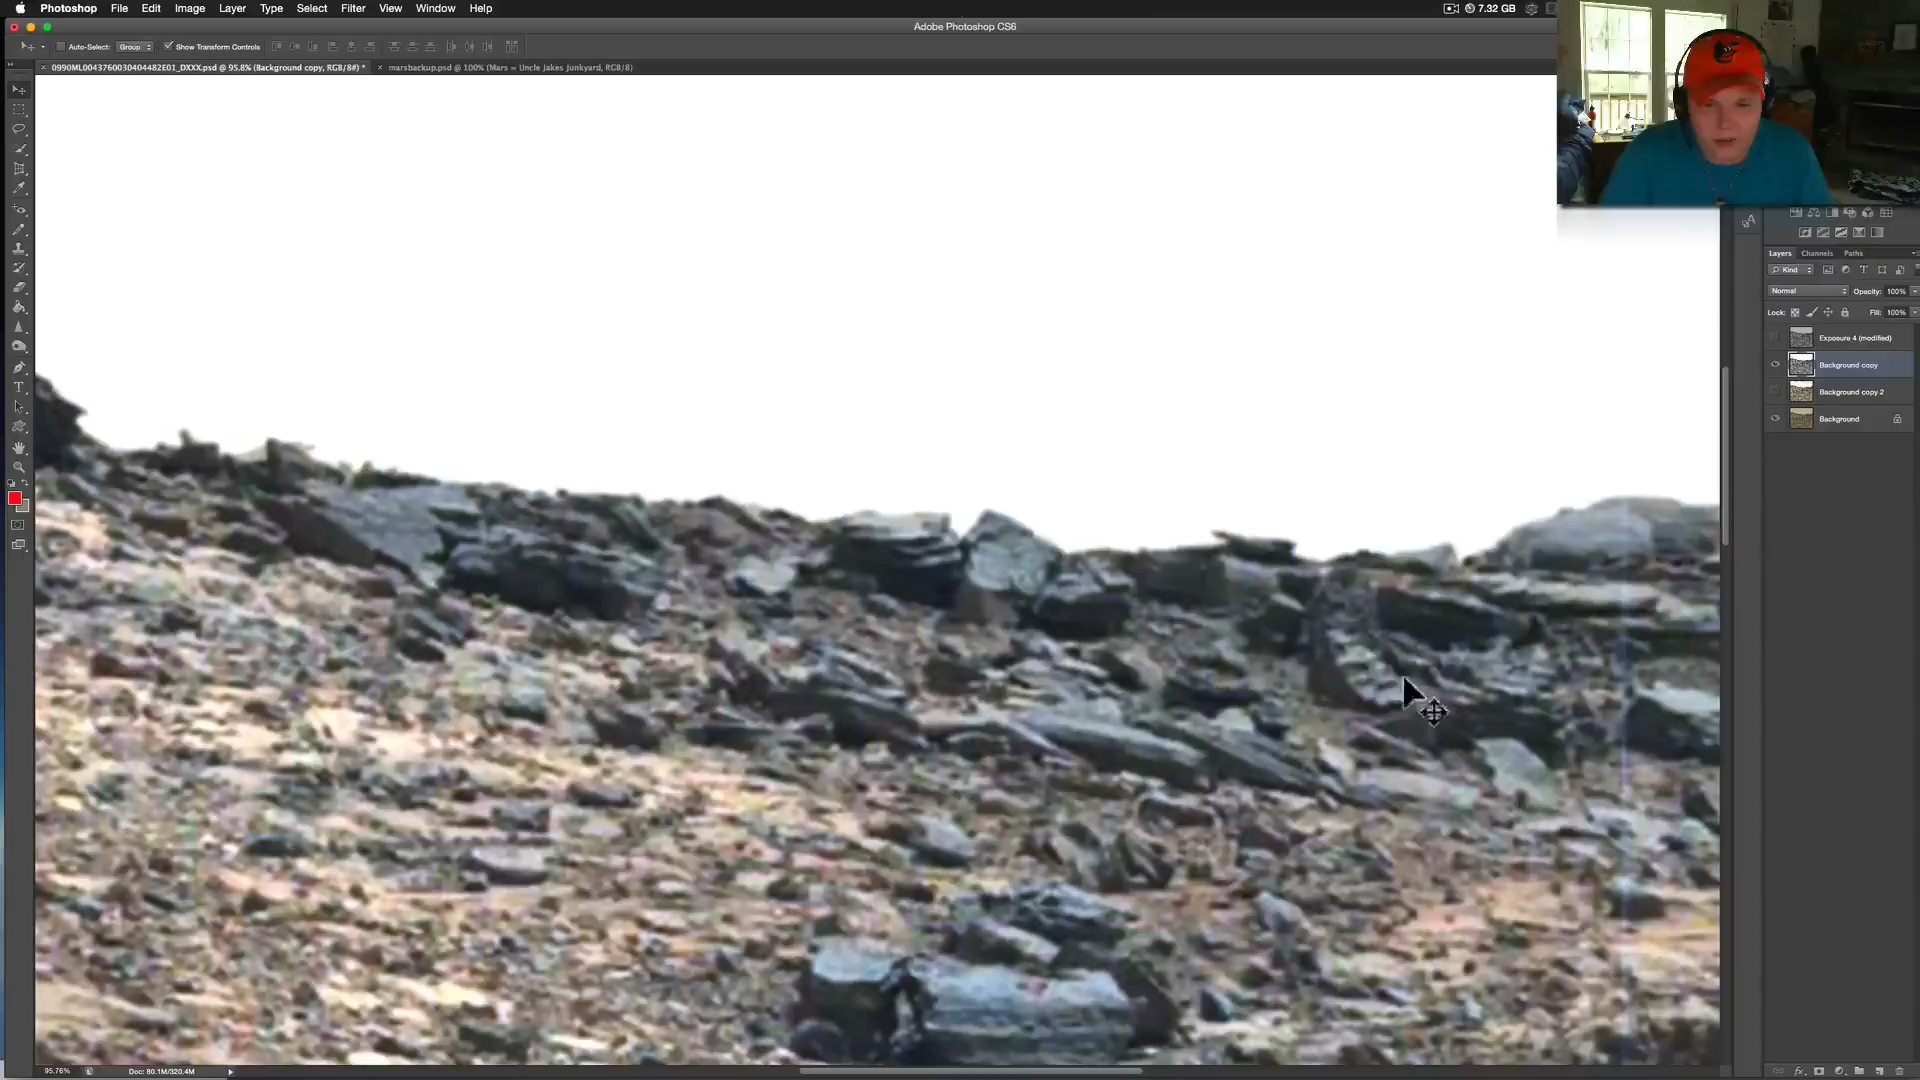 Photoshop File Edit Image Layer Type Select Filter View Window Help 7.32 GB
Adobe Photoshop CS6
Auto-Select: Group Show Transform Controls
0990ML0043760030404482E01_DXXX.psd @ 95.8% (Background copy, RGB/8#) * marsbackup.psd @ 100% (Mars = Uncle Jakes Junkyard, RGB/8)
Layers Channels Paths
Kind
Normal Opacity: 100%
Lock: Fill: 100%
Exposure 4 (modified)
Background copy
Background copy 2
Background
95.76% Doc: 80.1M/320.4M